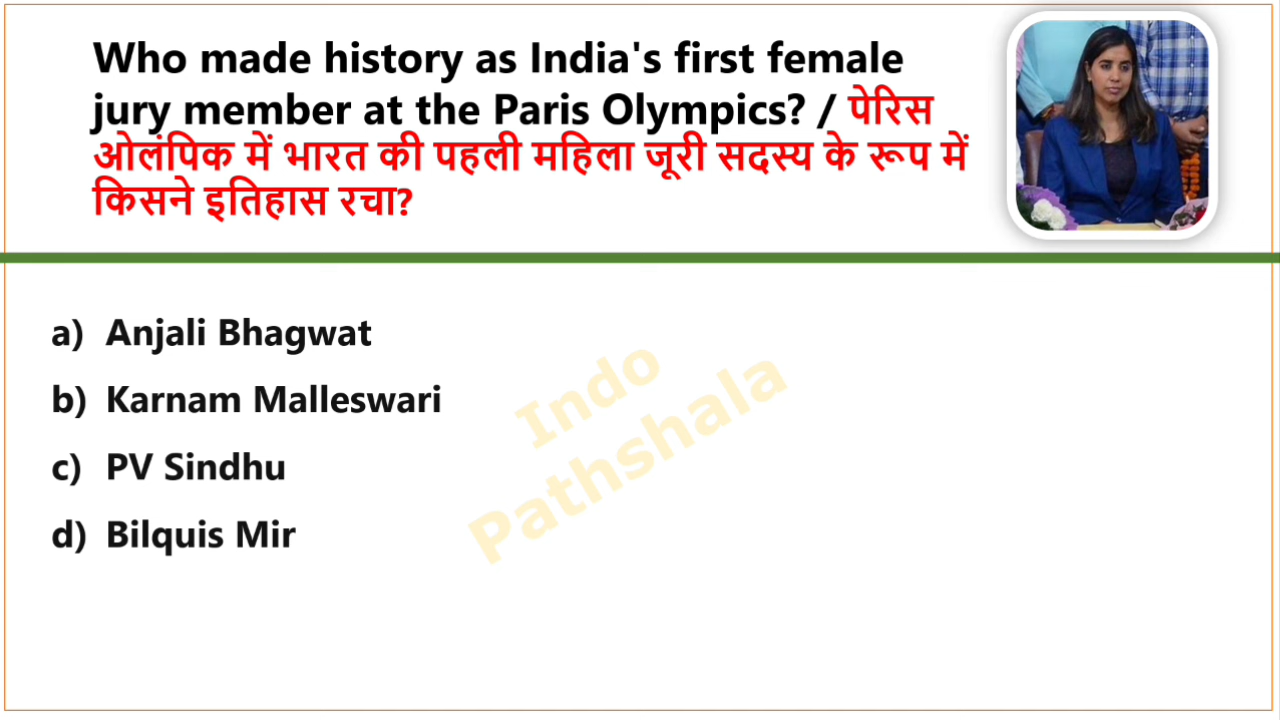 Who made history as India's first female
jury member at the Paris Olympics? / पेरिस
ओलंपिक में भारत की पहली महिला जूरी सदस्य के रूप में
किसने इतिहास रचा?
a) Anjali Bhagwat
b) Karnam Malleswari
c) PV Sindhu
d) Bilquis Mir
Indo
Pathshala